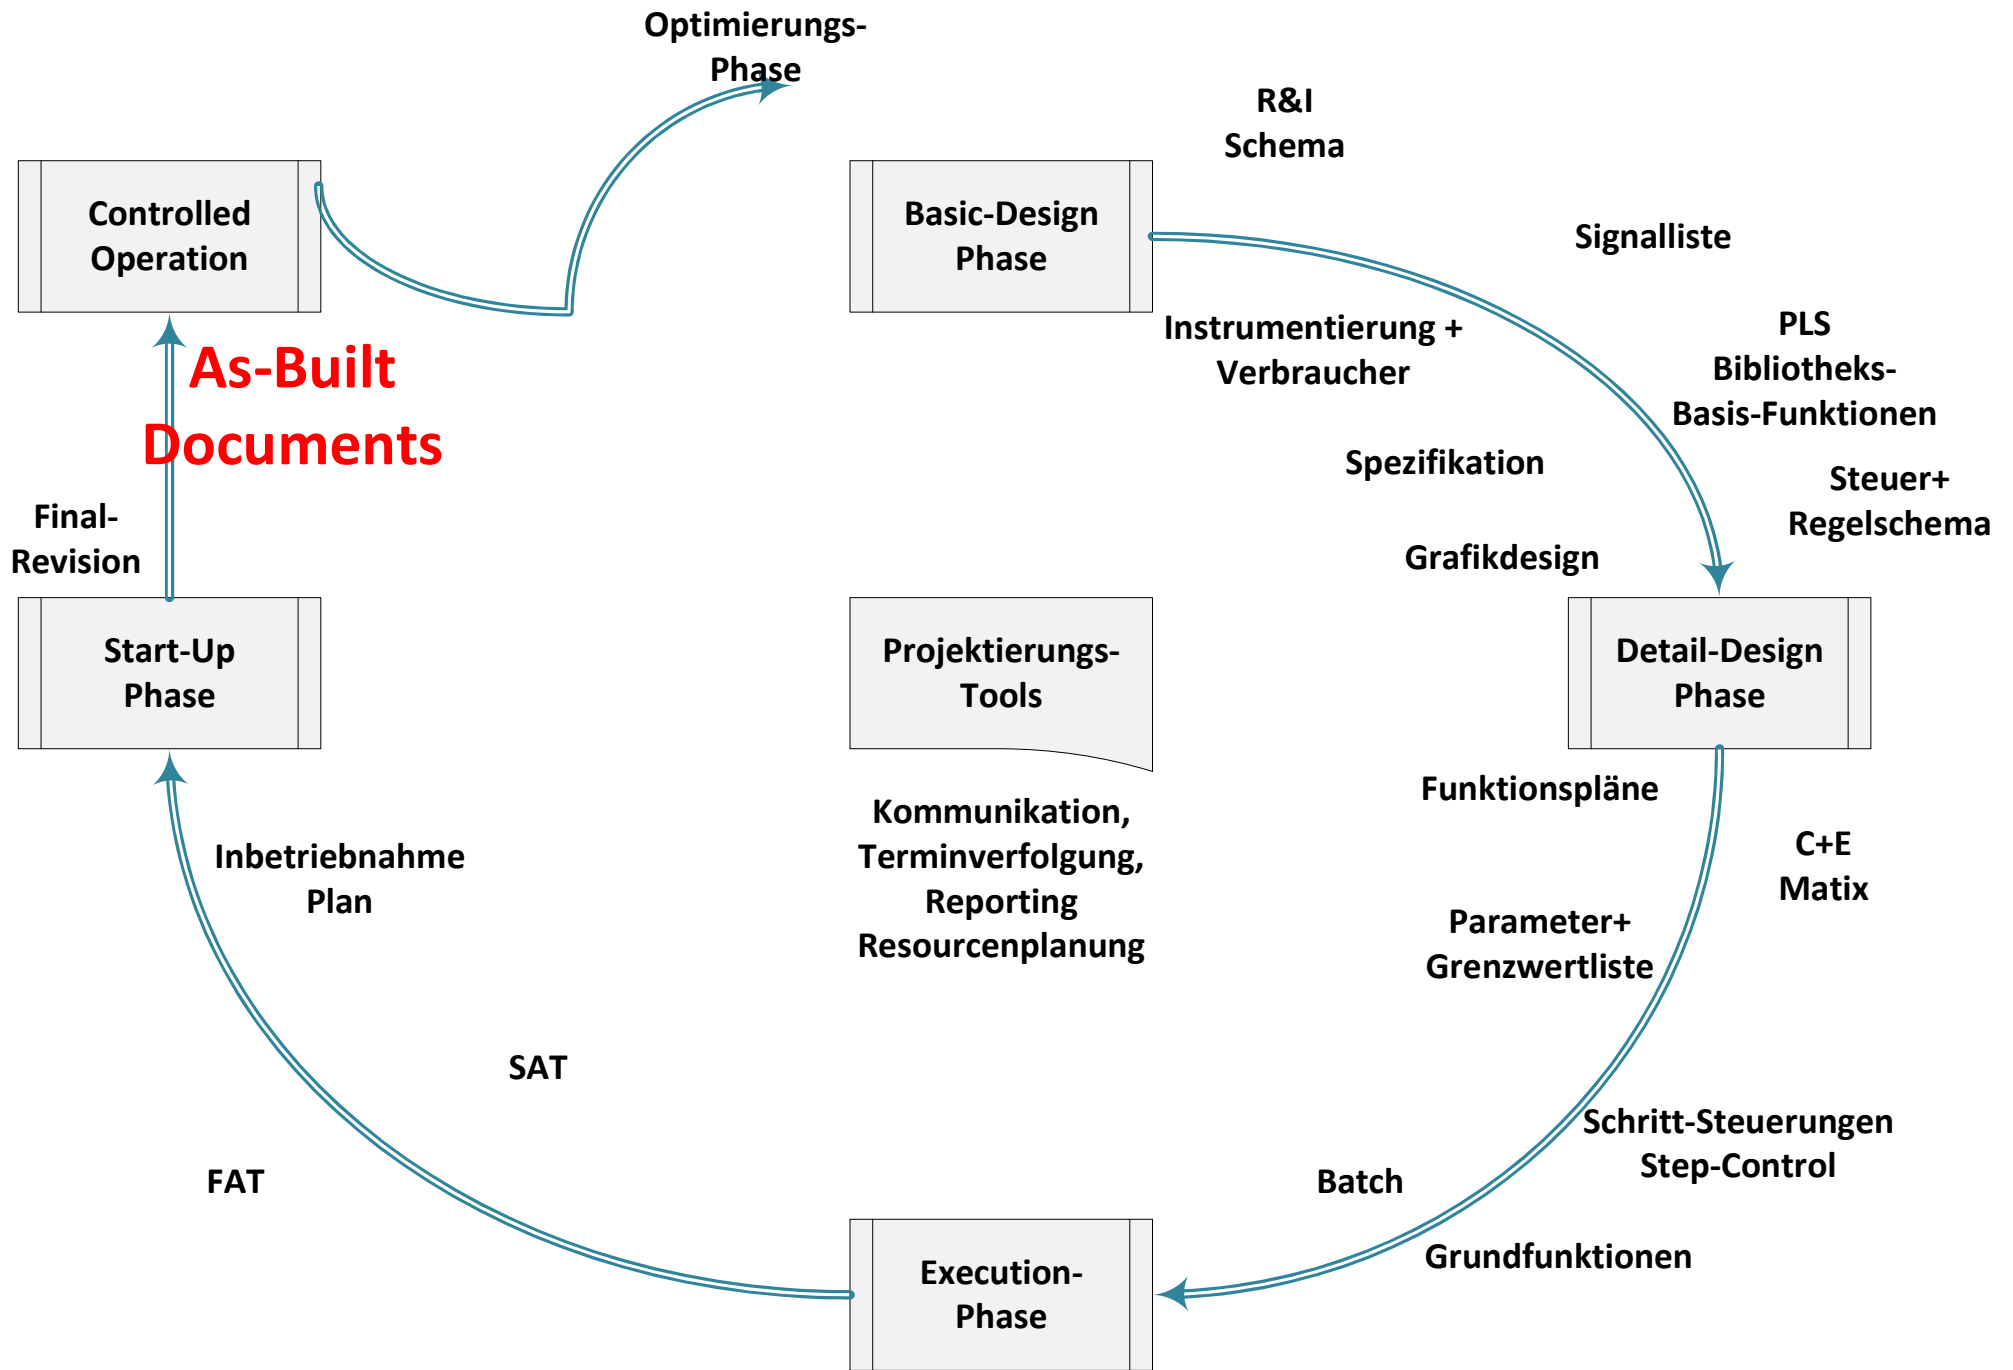 Optimierungs-
Phase
R&I
Schema
Controlled
Operation
Basic-Design
Phase
Signalliste
Instrumentierung +
Verbraucher
PLS
Bibliotheks-
Basis-Funktionen
As-Built
Documents
Spezifikation
Steuer+
Regelschema
Final-
Revision
Grafikdesign
Start-Up
Phase
Projektierungs-
Tools
Detail-Design
Phase
Funktionspläne
Kommunikation,
Terminverfolgung,
Reporting
Resourcenplanung
Inbetriebnahme
Plan
C+E
Matix
Parameter+
Grenzwertliste
SAT
Schritt-Steuerungen
Step-Control
FAT
Batch
Grundfunktionen
Execution-
Phase